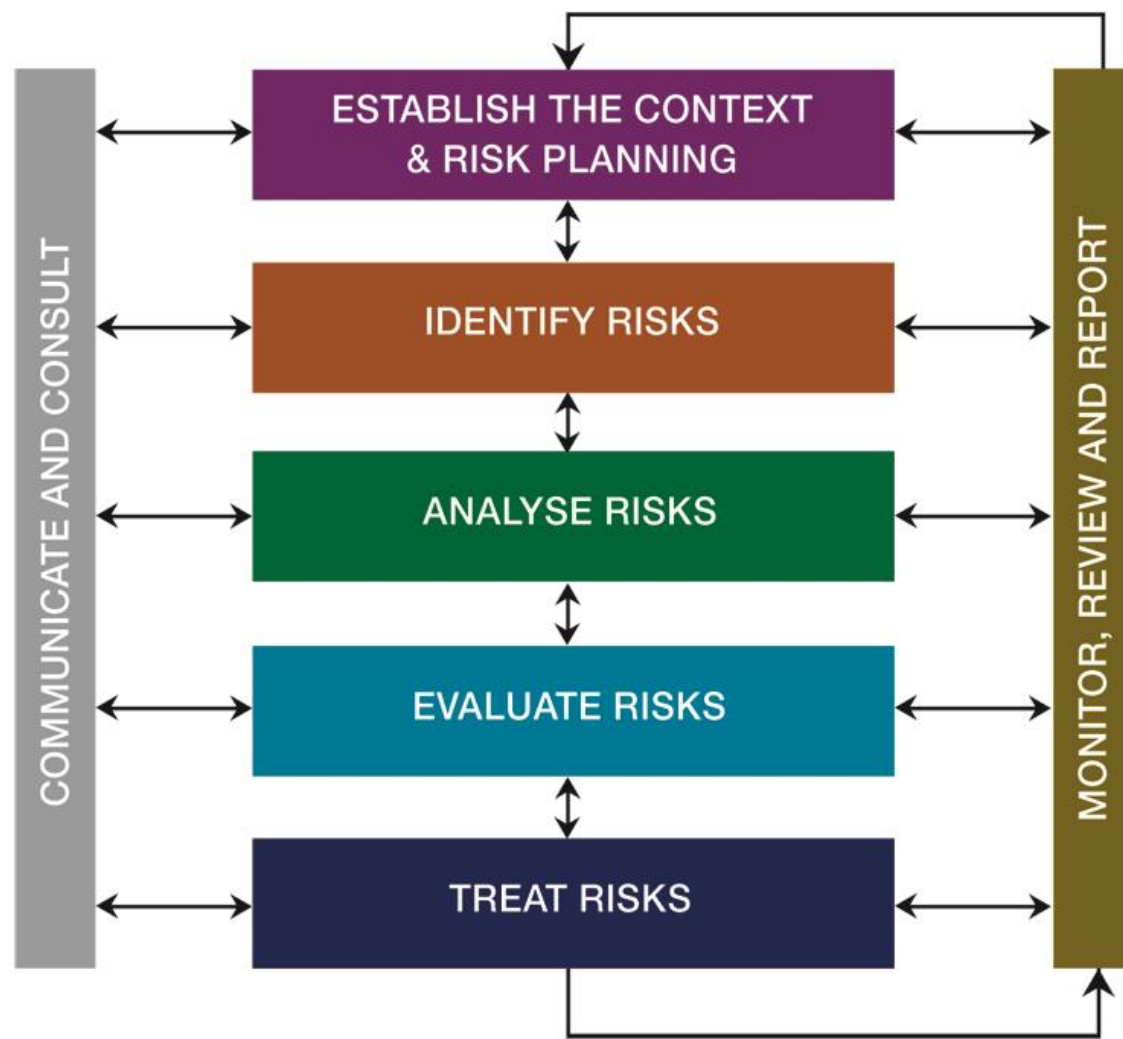 COMMUNICATE AND CONSULT
ESTABLISH THE CONTEXT
& RISK PLANNING
IDENTIFY RISKS
ANALYSE RISKS
EVALUATE RISKS
TREAT RISKS
MONITOR, REVIEW AND REPORT